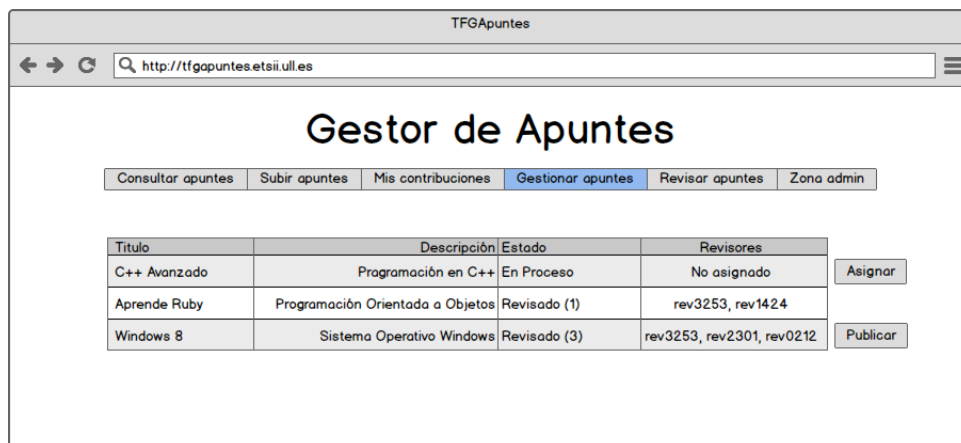 TFGApuntes
http://tfgapuntes.etsii.ull.es
Gestor de Apuntes
Consultar apuntes Subir apuntes Mis contribuciones Gestionar apuntes Revisar apuntes Zona admin
Titulo Descripción Estado Revisores
C++ Avanzado Pragramación en C++ En Proceso No asignado Asignar
Aprende Ruby Programación Orientada a Objetos Revisado (1) rev3253, rev1424
Windows 8 Sistema Operativo Windows Revisado (3) rev3253, rev2301, rev0212 Publicar